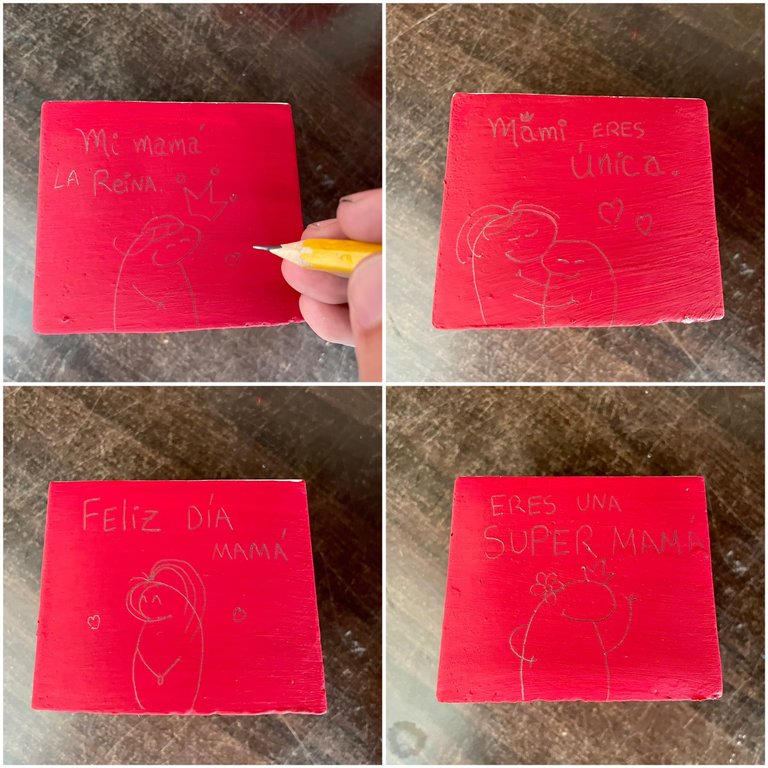 Mi mamá
LA ReiNA.
Mami ERES
Única.
FELIZ DÍA
MAMÁ
ERES UNA
SUPER MAMÁ